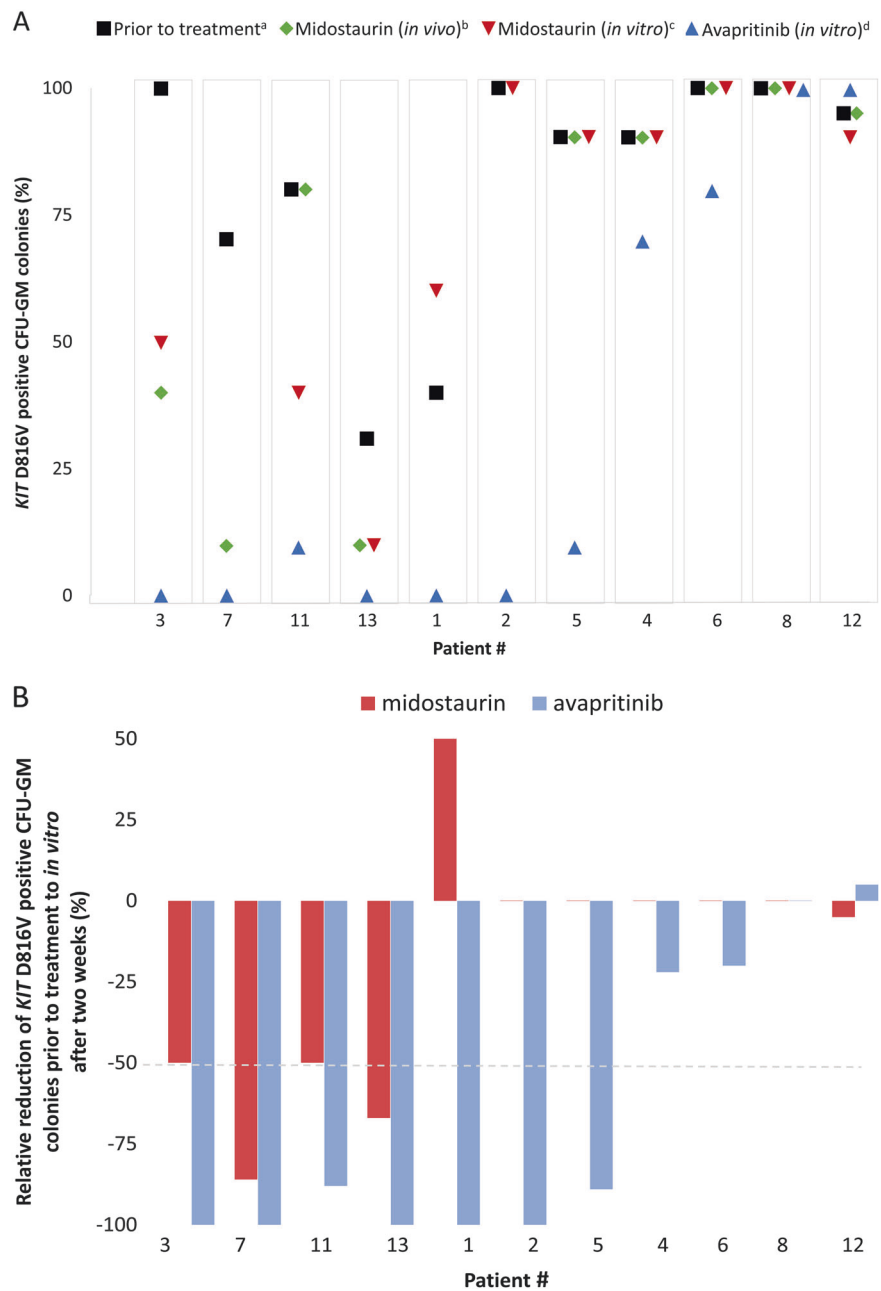 A
Prior to treatmentᵃ Midostaurin (in vivo)ᵇ Midostaurin (in vitro)ᶜ Avapritinib (in vitro)ᵈ
KIT D816V positive CFU-GM colonies (%)
100
75
50
25
0
3 7 11 13 1 2 5 4 6 8 12
Patient #
B
midostaurin avapritinib
Relative reduction of KIT D816V positive CFU-GM
colonies prior to treatment to in vitro
after two weeks (%)
50
25
0
-25
-50
-75
-100
3 7 11 13 1 2 5 4 6 8 12
Patient #